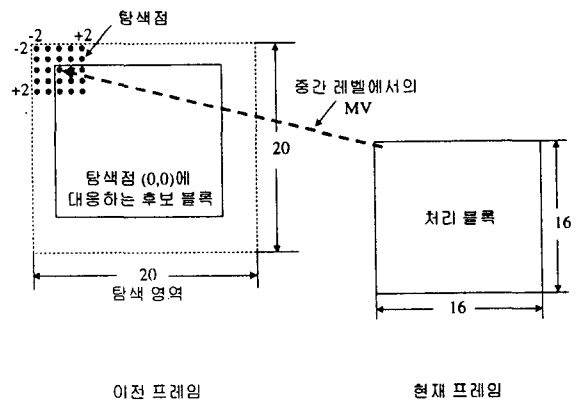 탐색점
-2 +2
-2
+2
중간 레벨에서의
MV
20
탐색점 (0,0)에
대응하는 후보 블록
처리 블록
16
20
탐색 영역
16
이전 프레임
현재 프레임